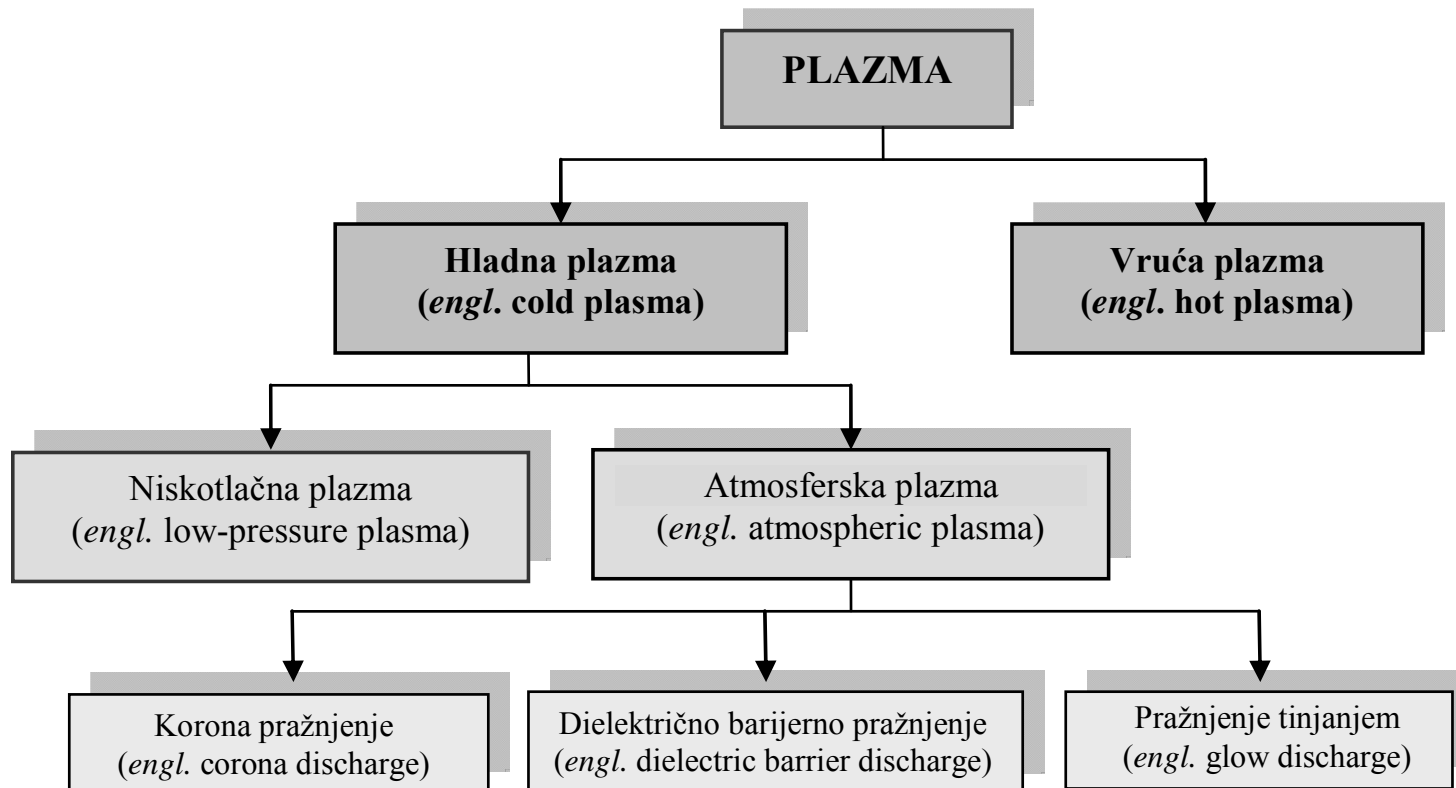 PLAZMA
Hladna plazma
(engl. cold plasma)
Vruća plazma
(engl. hot plasma)
Niskotlačna plazma
(engl. low-pressure plasma)
Atmosferska plazma
(engl. atmospheric plasma)
Korona pražnjenje
(engl. corona discharge)
Dielektrično barijerno pražnjenje
(engl. dielectric barrier discharge)
Pražnjenje tinjanjem
(engl. glow discharge)